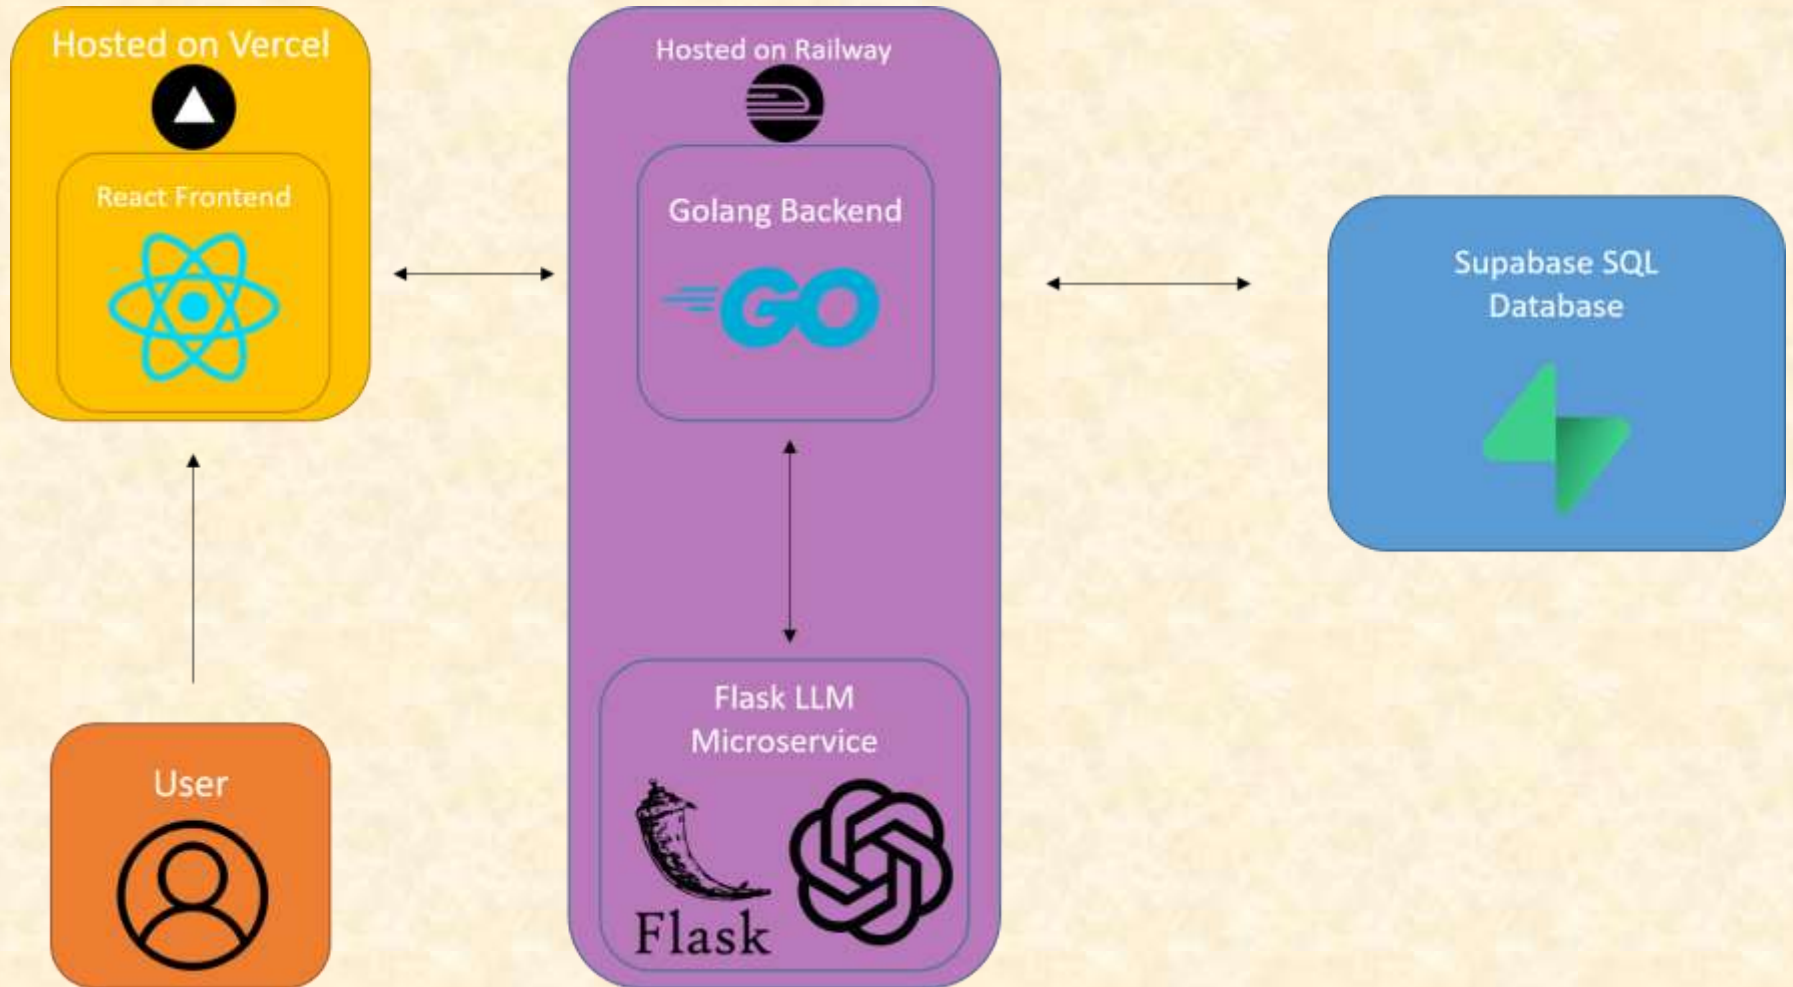 Hosted on Vercel
React Frontend
Hosted on Railway
Golang Backend
GO
Supabase SQL
Database
User
Flask LLM
Microservice
Flask